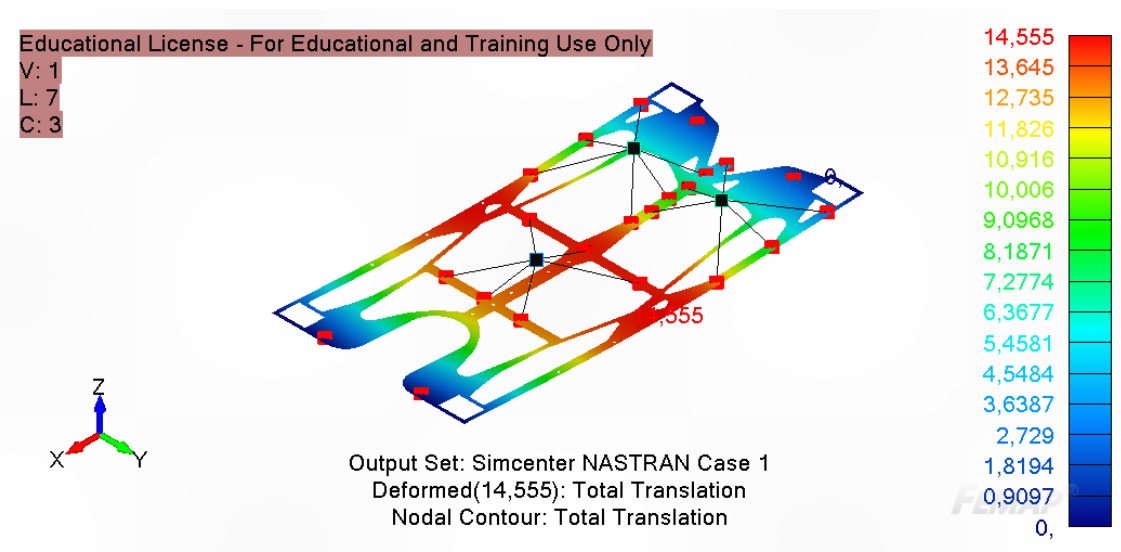 Educational License - For Educational and Training Use Only
V: 1
L: 7
C: 3
14,555
13,645
12,735
11,826
10,916
10,006
9,0968
8,1871
7,2774
6,3677
5,4581
4,5484
3,6387
2,729
1,8194
0,9097
0,
0,
14,555
Z
X
Y
Output Set: Simcenter NASTRAN Case 1
Deformed(14,555): Total Translation
Nodal Contour: Total Translation
FEMAP®